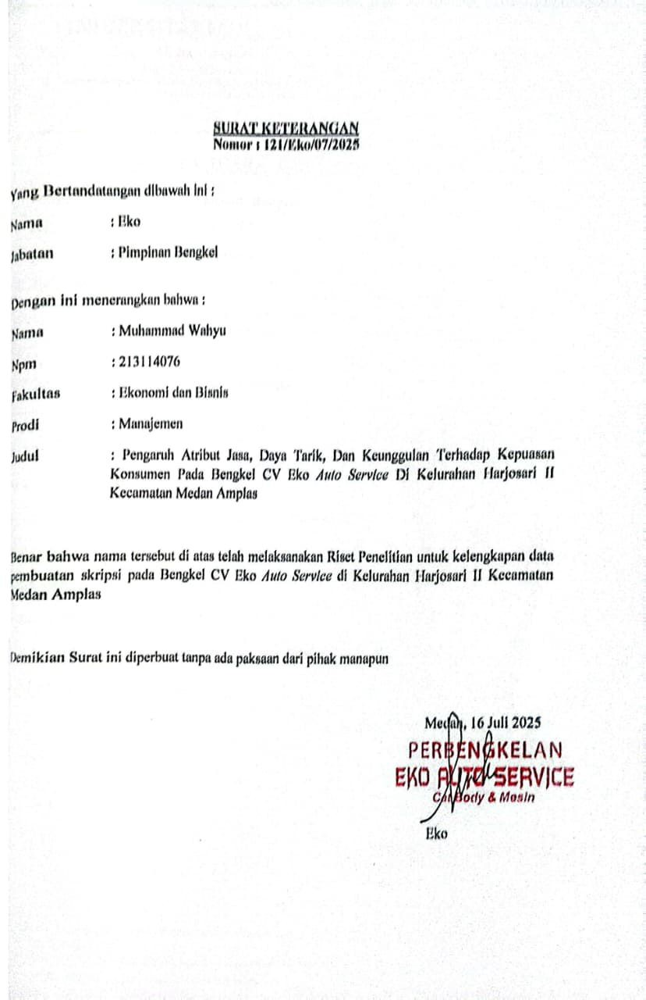 SURAT KETERANGAN
Nomor : 121/Eko/07/2025
Yang Bertandatangan dibawah ini :
Nama : Eko
Jabatan : Pimpinan Bengkel
Dengan ini menerangkan bahwa :
Nama : Muhammad Wahyu
Npm : 213114076
Fakultas : Ekonomi dan Bisnis
Prodi : Manajemen
Judul : Pengaruh Atribut Jasa, Daya Tarik, Dan Keunggulan Terhadap Kepuasan
Konsumen Pada Bengkel CV Eko Auto Service Di Kelurahan Harjosari II
Kecamatan Medan Amplas
Benar bahwa nama tersebut di atas telah melaksanakan Riset Penelitian untuk kelengkapan data
pembuatan skripsi pada Bengkel CV Eko Auto Service di Kelurahan Harjosari II Kecamatan
Medan Amplas
Demikian Surat ini diperbuat tanpa ada paksaan dari pihak manapun
Medan, 16 Juli 2025
PERBENGKELAN
EKO AUTO SERVICE
Car Body & Mesin
Eko